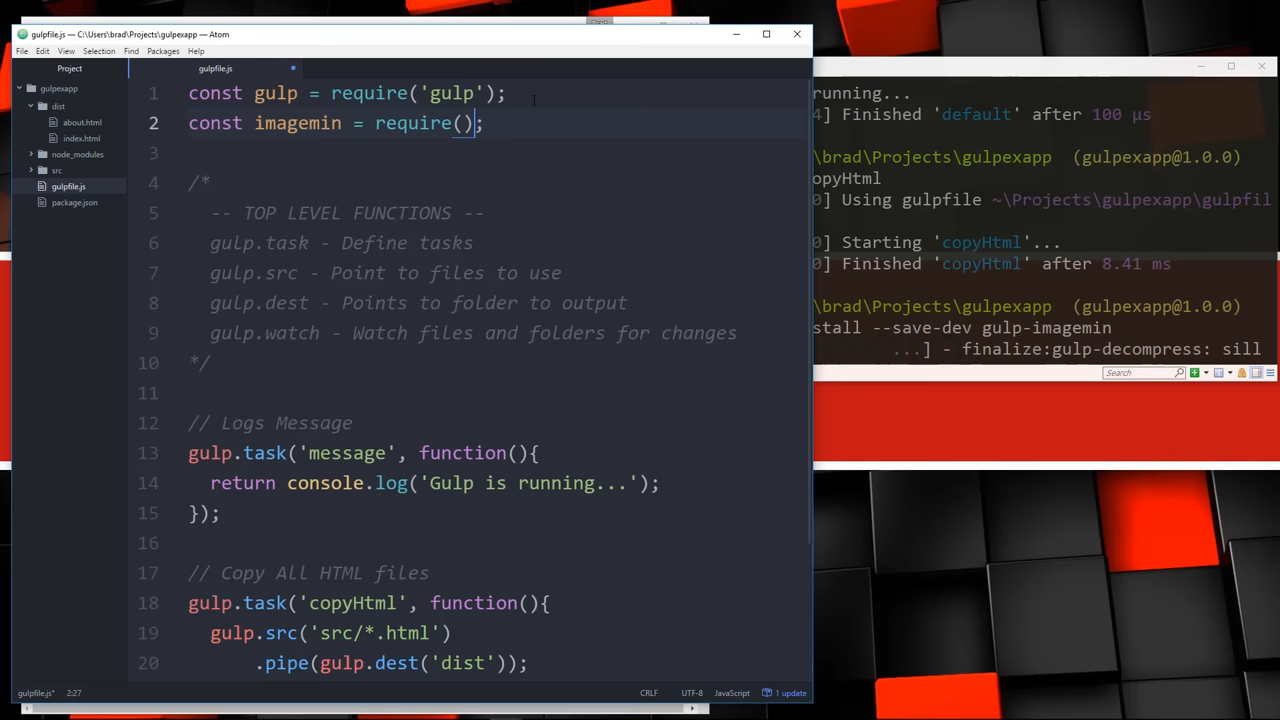 gulpfile.js — C:\Users\brad\Projects\gulpexapp — Atom
File Edit View Selection Find Packages Help
Project
gulpexapp
dist
about.html
index.html
node_modules
src
gulpfile.js
package.json
gulpfile.js
1 const gulp = require('gulp');
2 const imagemin = require();
3
4 /*
5 -- TOP LEVEL FUNCTIONS --
6 gulp.task - Define tasks
7 gulp.src - Point to files to use
8 gulp.dest - Points to folder to output
9 gulp.watch - Watch files and folders for changes
10 */
11
12 // Logs Message
13 gulp.task('message', function(){
14 return console.log('Gulp is running...');
15 });
16
17 // Copy All HTML files
18 gulp.task('copyHtml', function(){
19 gulp.src('src/*.html')
20 .pipe(gulp.dest('dist'));
gulpfile.js* 2:27 CRLF UTF-8 JavaScript 1 update
running...
4] Finished 'default' after 100 μs
\brad\Projects\gulpexapp (gulpexapp@1.0.0)
opyHtml
0] Using gulpfile ~\Projects\gulpexapp\gulpfil
0] Starting 'copyHtml'...
0] Finished 'copyHtml' after 8.41 ms
\brad\Projects\gulpexapp (gulpexapp@1.0.0)
stall --save-dev gulp-imagemin
...] - finalize:gulp-decompress: sill
Search